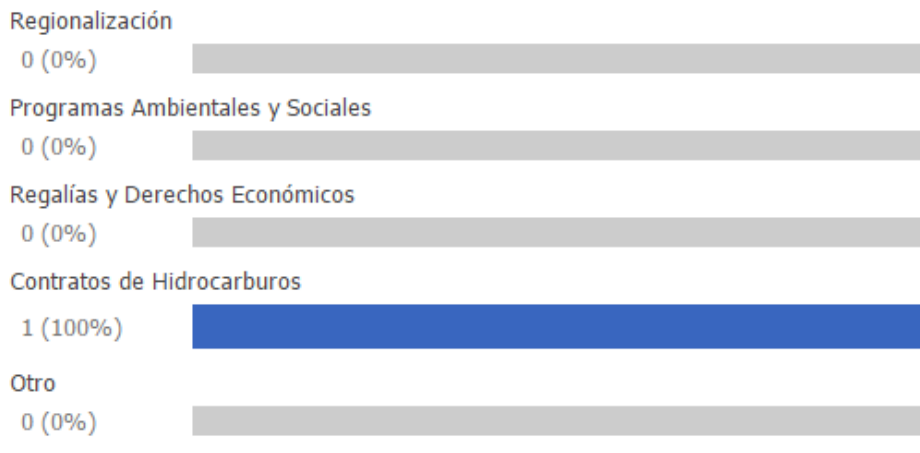 Regionalización
0 (0%)
Programas Ambientales y Sociales
0 (0%)
Regalías y Derechos Económicos
0 (0%)
Contratos de Hidrocarburos
1 (100%)
Otro
0 (0%)